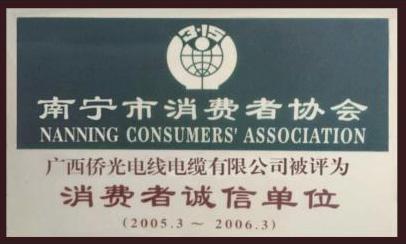 3·15
南宁市消费者协会
NANNING CONSUMERS' ASSOCIATION
广西侨光电线电缆有限公司被评为
消费者诚信单位
(2005.3 ~ 2006.3)